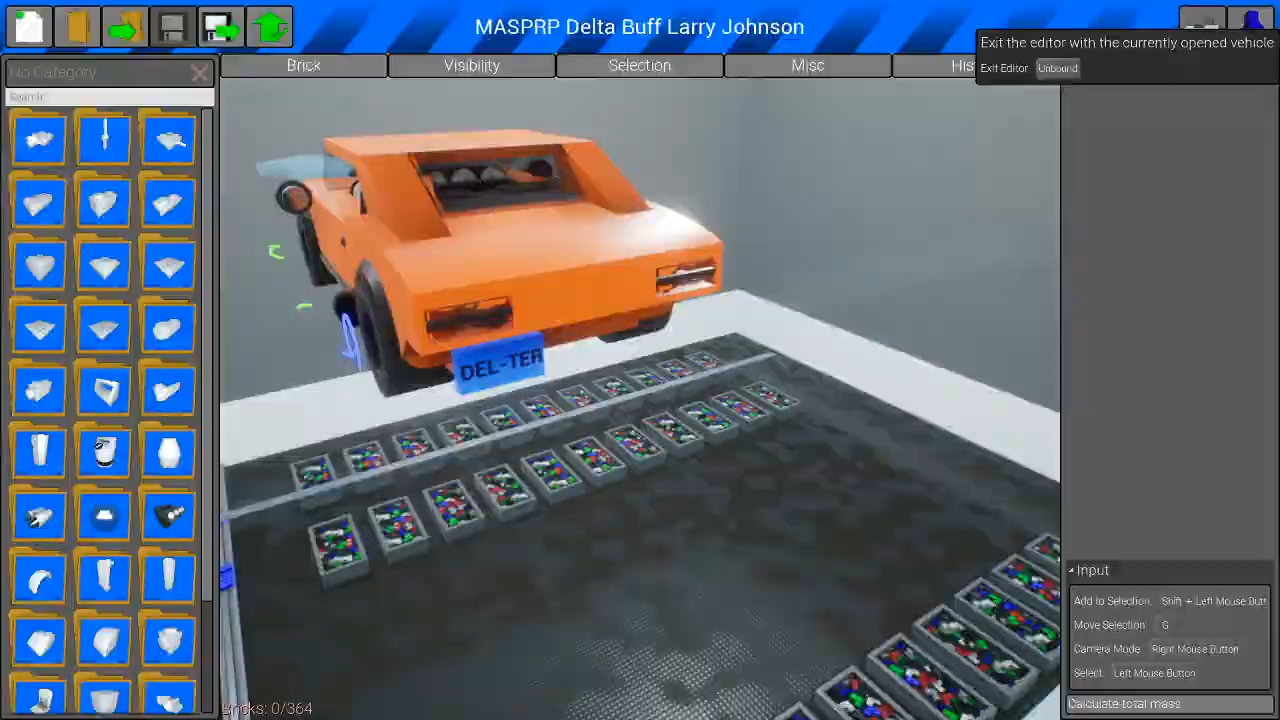 MASPRP Delta Buff Larry Johnson
Exit the editor with the currently opened vehicle
Exit Editor Unbound
No Category
Search
Brick Visibility Selection Misc His
DEL-TER
Input
Add to Selection Shift + Left Mouse Butt
Move Selection G
Camera Mode Right Mouse Button
Select Left Mouse Button
Calculate total mass
Bricks: 0/364